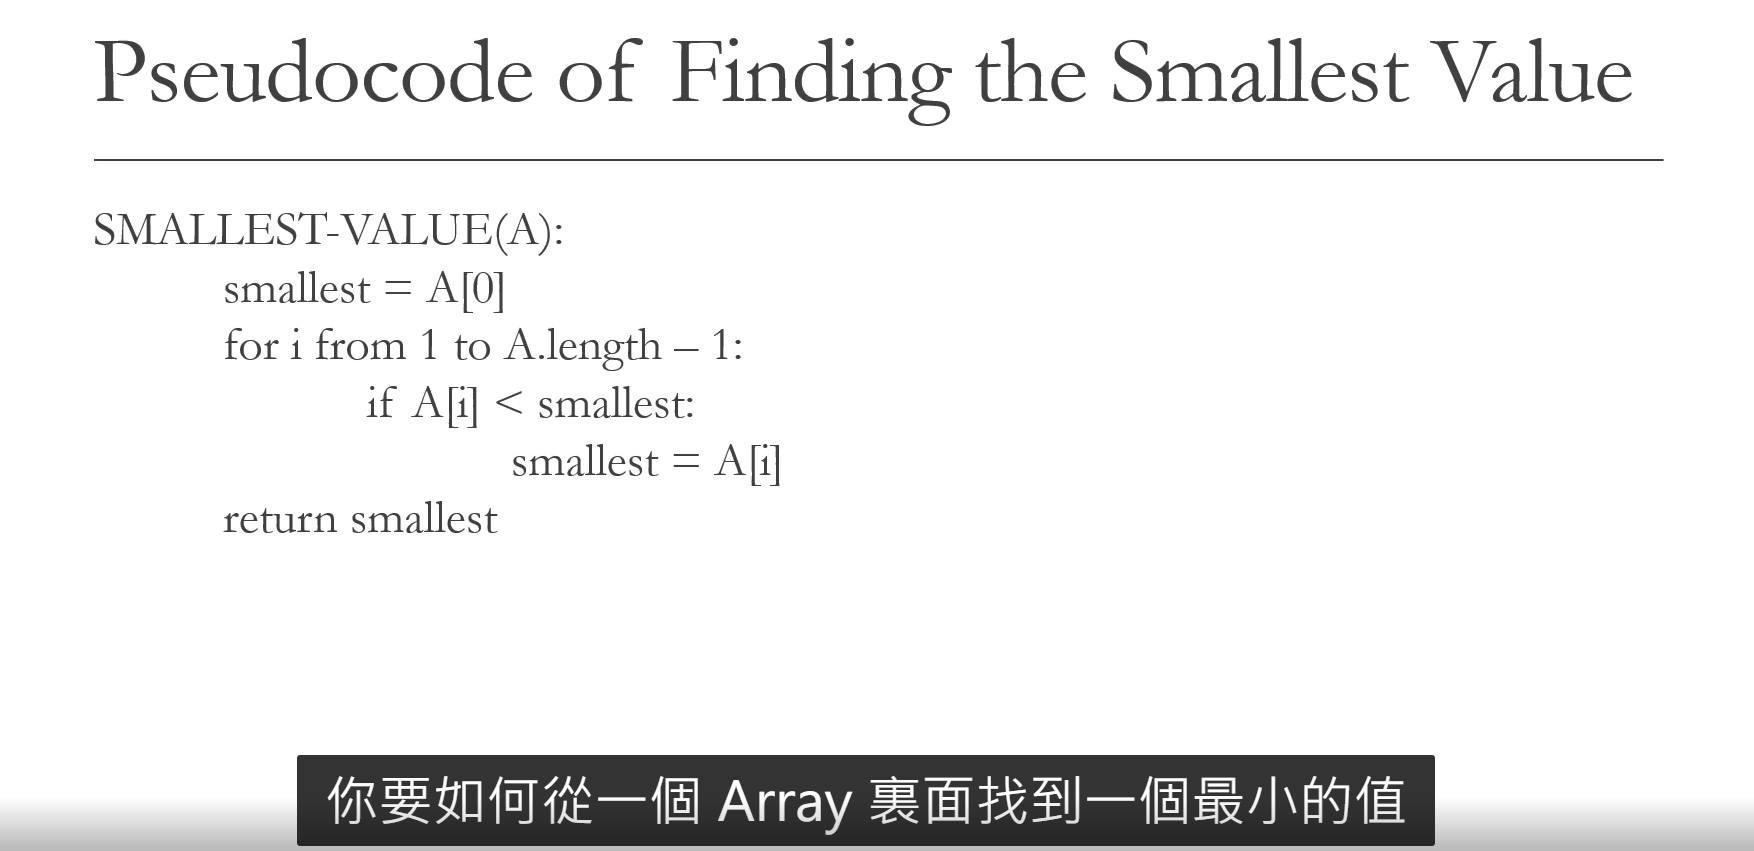 Pseudocode of Finding the Smallest Value
SMALLEST-VALUE(A):
smallest = A[0]
for i from 1 to A.length – 1:
if A[i] < smallest:
smallest = A[i]
return smallest
你要如何從一個 Array 裏面找到一個最小的值